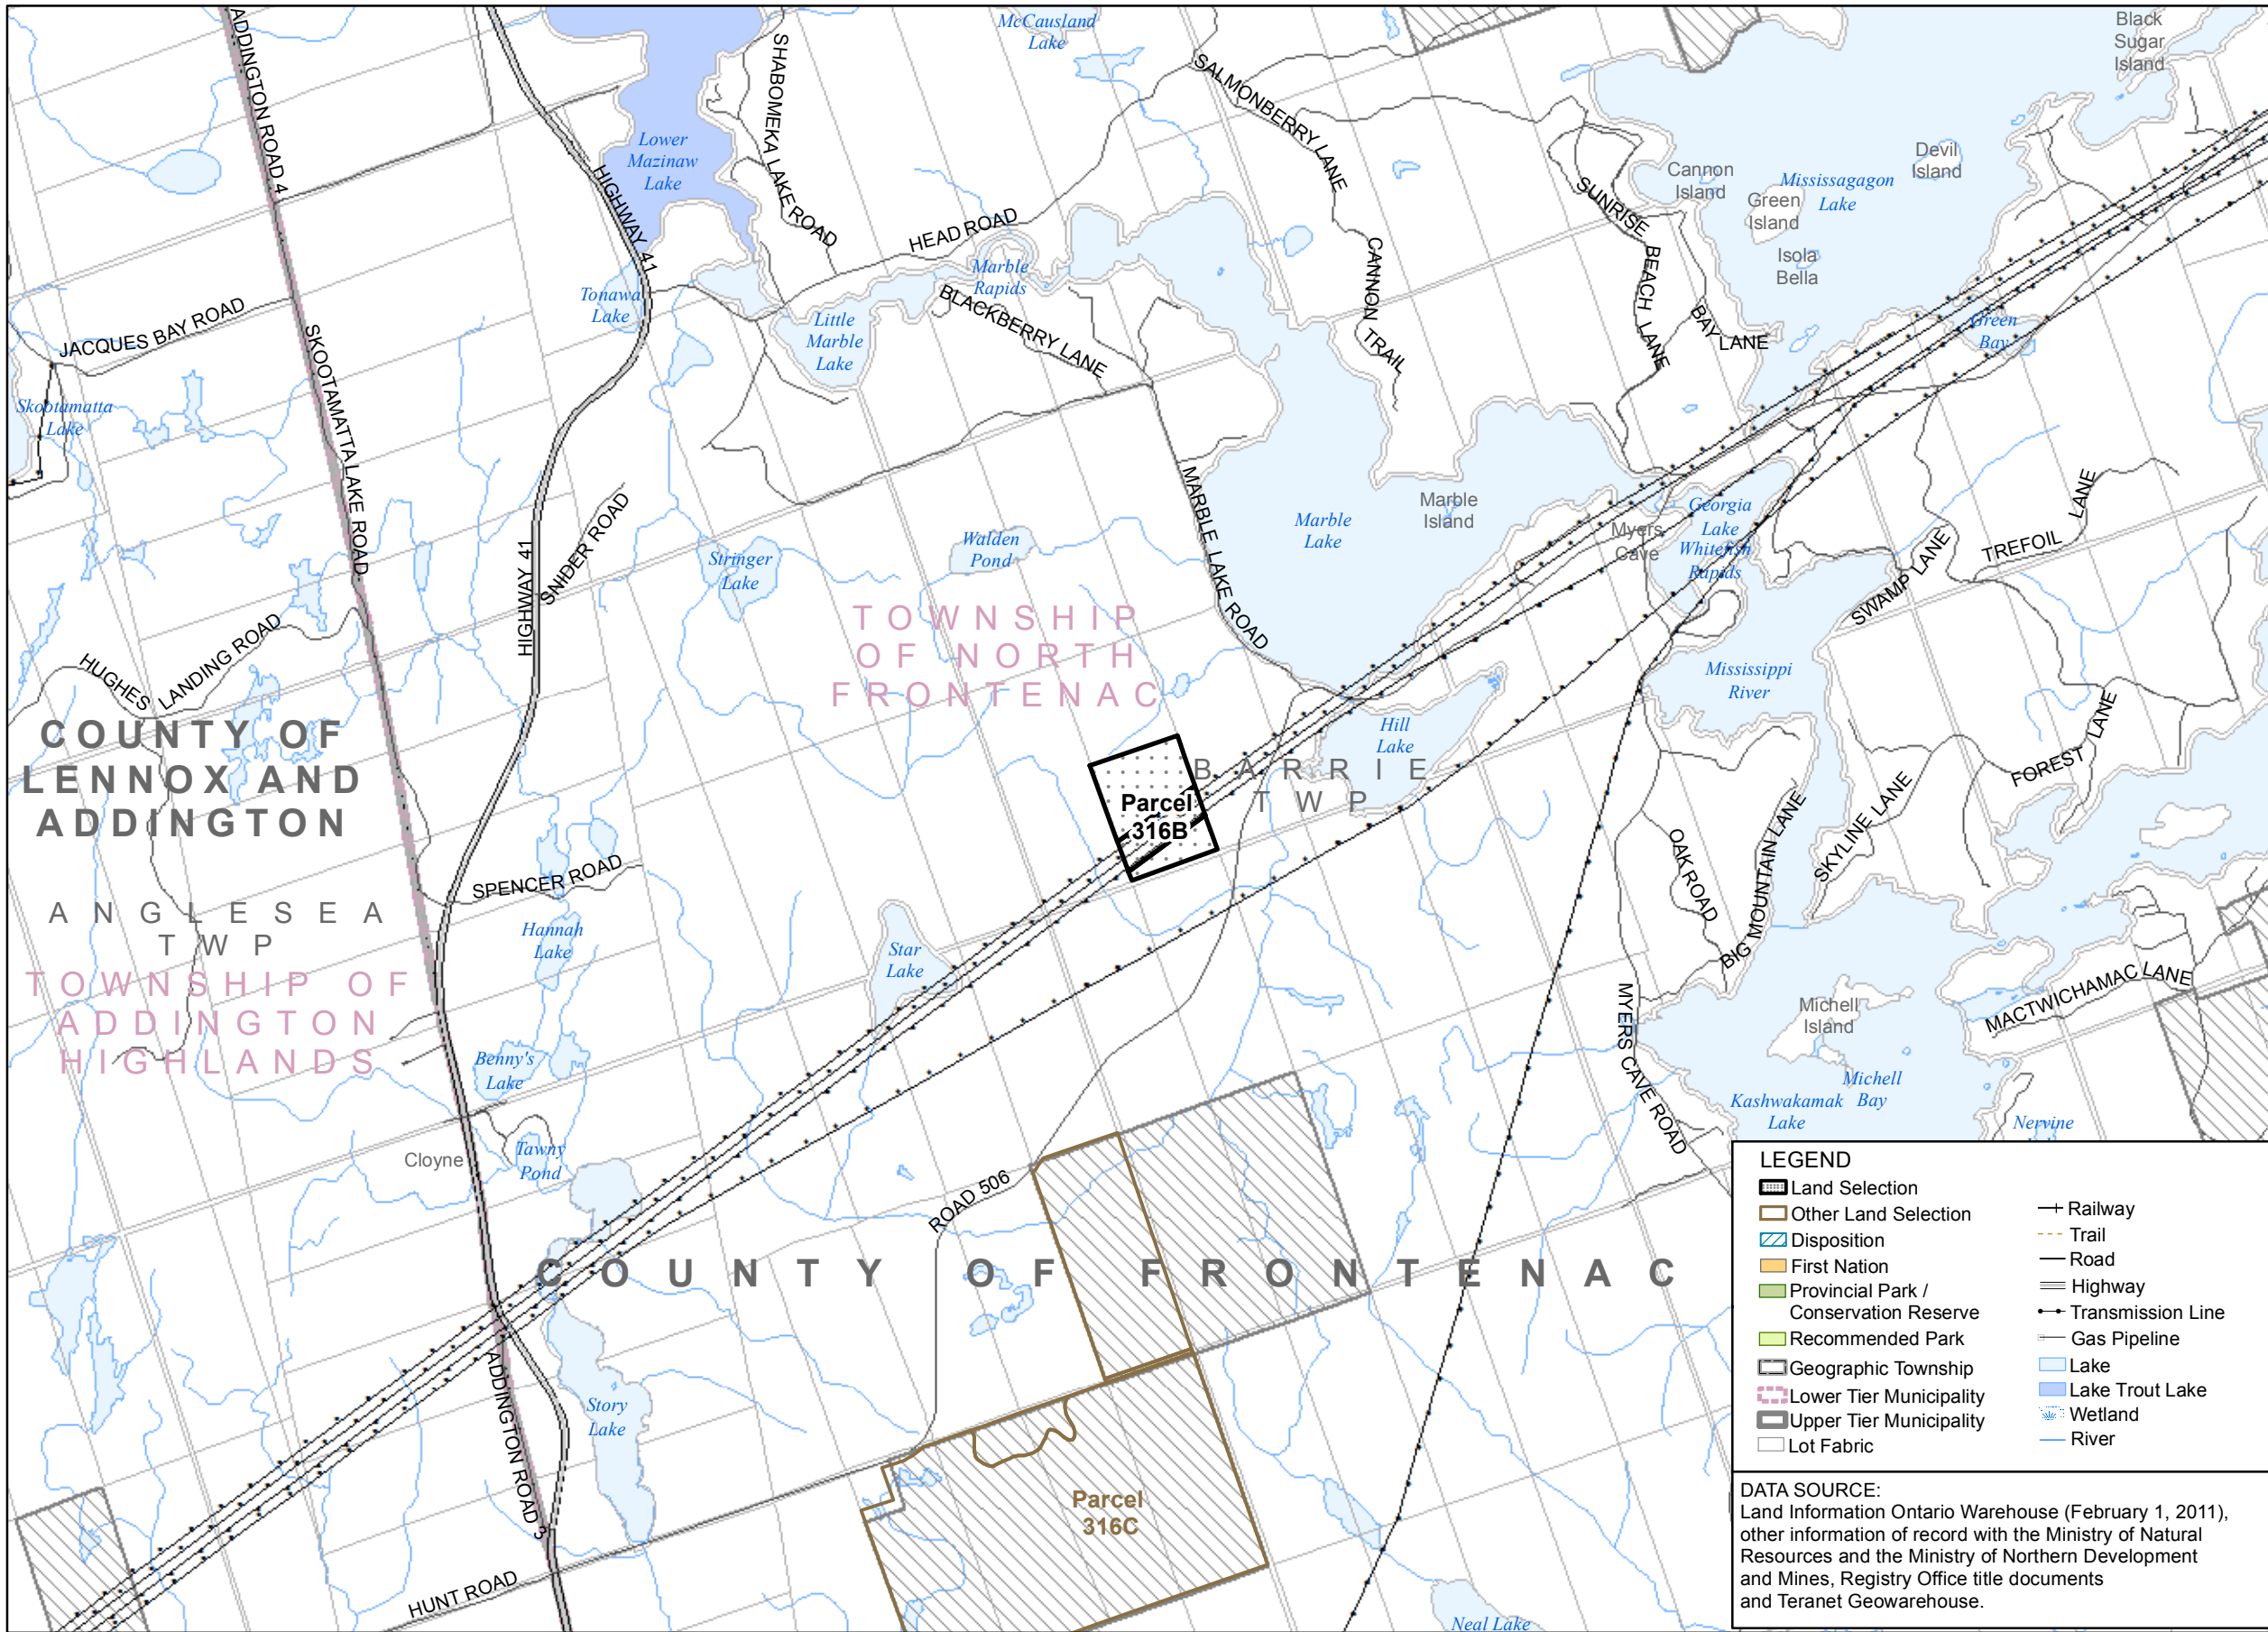 McCausland
Lake
Black
Sugar
Island
ADDINGTON ROAD 4
SHABOMEKA LAKE ROAD
SALMONBERRY LANE
Lower
Mazinaw
Lake
HIGHWAY 41
Cannon
Island
Green
Island
Mississagagon
Lake
Devil
Island
Isola
Bella
SUNRISE BEACH LANE
HEAD ROAD
Marble
Rapids
CANNON TRAIL
BAY LANE
Green
Bay
Tonawa
Lake
Little
Marble
Lake
BLACKBERRY LANE
JACQUES BAY ROAD
SKOOTAMATTA LAKE ROAD
Skootamatta
Lake
MARBLE LAKE ROAD
HIGHWAY 41
SNIDER ROAD
Stringer
Lake
Walden
Pond
Marble
Lake
Marble
Island
Myers
Cave
Georgia
Lake
Whitefish
Rapids
TREFOIL LANE
SWAMP LANE
TOWNSHIP
OF NORTH
FRONTENAC
HUGHES LANDING ROAD
Mississippi
River
COUNTY OF
LENNOX AND
ADDINGTON
Hill
Lake
BARRIE
TWP
Parcel
316B
FOREST LANE
SKYLINE LANE
OAK ROAD
BIG MOUNTAIN LANE
SPENCER ROAD
ANGLESEA
TWP
Hannah
Lake
Star
Lake
TOWNSHIP OF
ADDINGTON
HIGHLANDS
MACTWICHAMAC LANE
Michell
Island
MYERS CAVE ROAD
Benny's
Lake
Michell
Bay
Kashwakamak
Lake
Nervine
Cloyne
Tawny
Pond
ROAD 506
COUNTY OF FRONTENAC
ADDINGTON ROAD 3
Story
Lake
Parcel
316C
HUNT ROAD
Neal Lake
LEGEND
Land Selection
Other Land Selection
Disposition
First Nation
Provincial Park /
Conservation Reserve
Recommended Park
Geographic Township
Lower Tier Municipality
Upper Tier Municipality
Lot Fabric
Railway
Trail
Road
Highway
Transmission Line
Gas Pipeline
Lake
Lake Trout Lake
Wetland
River
DATA SOURCE:
Land Information Ontario Warehouse (February 1, 2011),
other information of record with the Ministry of Natural
Resources and the Ministry of Northern Development
and Mines, Registry Office title documents
and Teranet Geowarehouse.